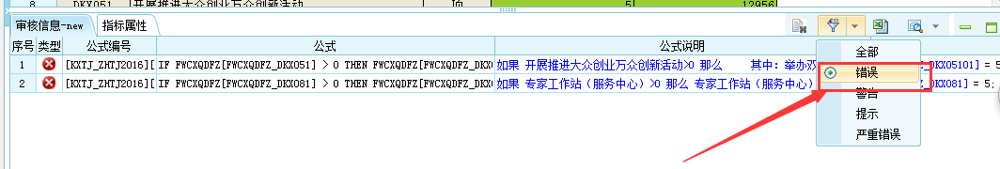 8 DKX051 开展推进大众创业万众创新活动 项 5 12956
审核信息-new 指标属性
序号 类型 公式编号 公式 公式说明
全部
1 [KXTJ_ZHTJ2016][ IF FWCXQDFZ[FWCXQDFZ_DKX051] > 0 THEN FWCXQDFZ[FWCXQDFZ_DKX0 如果 开展推进大众创业万众创新活动>0 那么 其中：举办双 _DKX05101] = 5
错误
2 [KXTJ_ZHTJ2016][ IF FWCXQDFZ[FWCXQDFZ_DKX081] > 0 THEN FWCXQDFZ[FWCXQDFZ_DKX0 如果 专家工作站（服务中心）>0 那么 专家工作站（服务中心） _DKX081] = 5;
警告
提示
严重错误